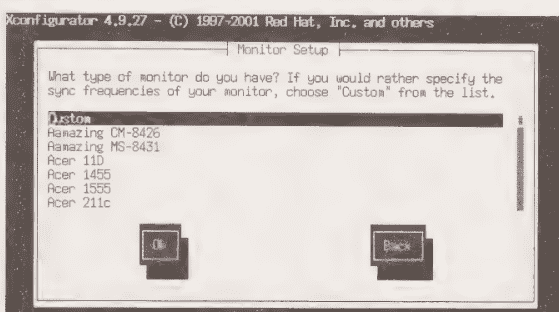 Xconfigurator 4.9.27 - (C) 1997-2001 Red Hat, Inc. and others
Monitor Setup
What type of monitor do you have? If you would rather specify the
sync frequencies of your monitor, choose "Custom" from the list.
Custom
Aamazing CM-8426
Aamazing MS-8431
Acer 11D
Acer 1455
Acer 1555
Acer 211c
Ok Back